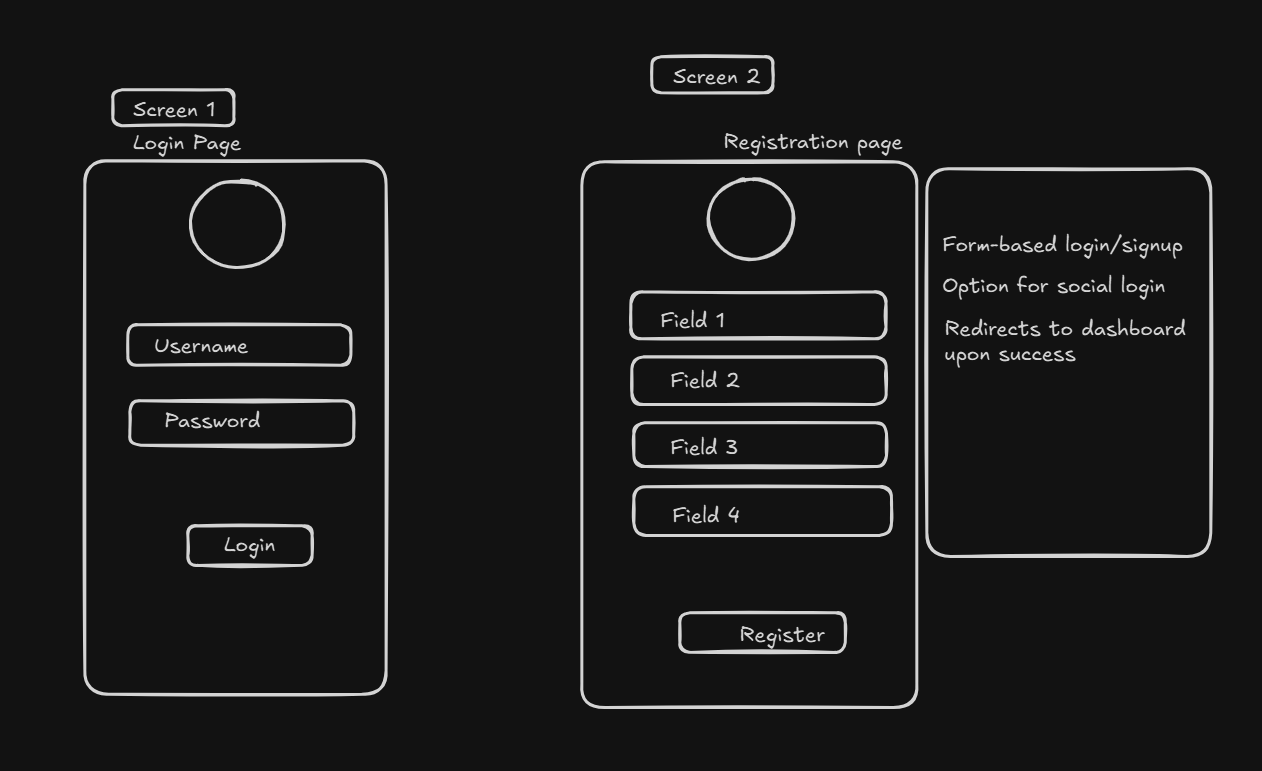 Screen 1
Login Page
Username
Password
Login
Screen 2
Registration page
Field 1
Field 2
Field 3
Field 4
Register
Form-based login/signup
Option for social login
Redirects to dashboard
upon success